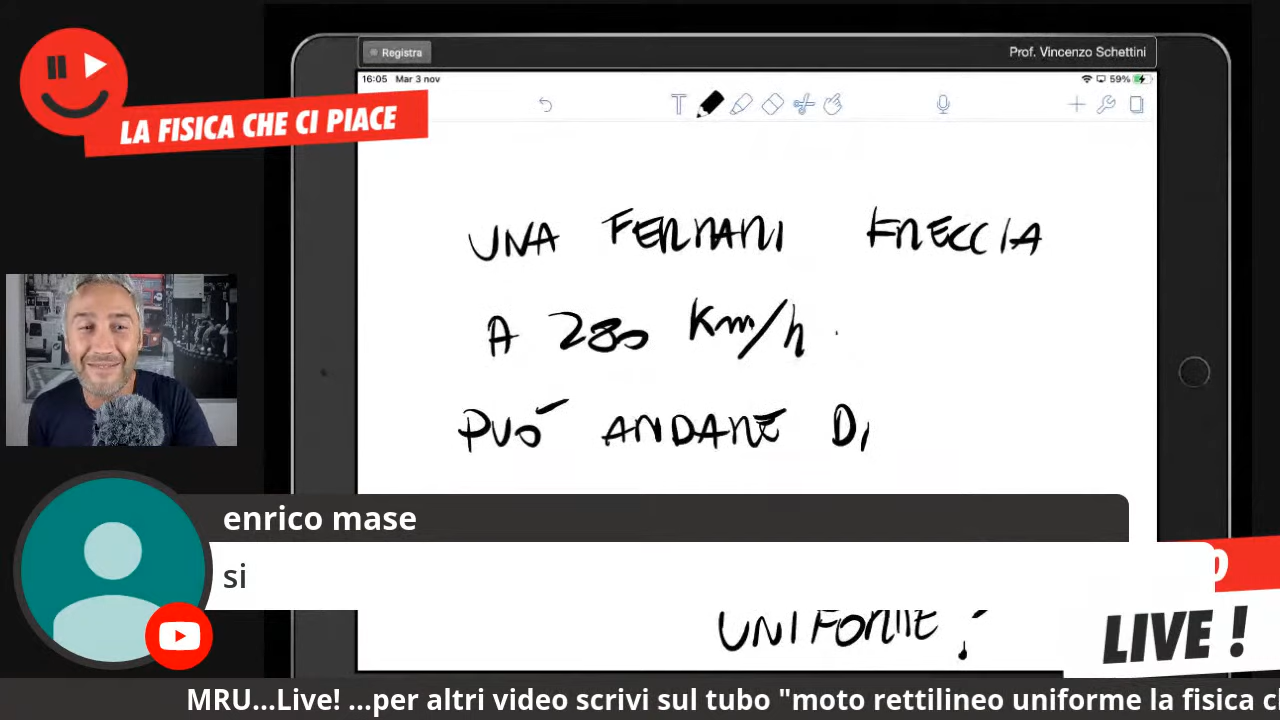 Registra
Prof. Vincenzo Schettini
16:05 Mar 3 nov
59%
LA FISICA CHE CI PIACE
T
UNA FERRARI FRECCIA
A 280 Km/h.
PUÓ ANDARE DI
enrico mase
si
UNIFORME?
LIVE!
MRU...Live! ...per altri video scrivi sul tubo "moto rettilineo uniforme la fisica c